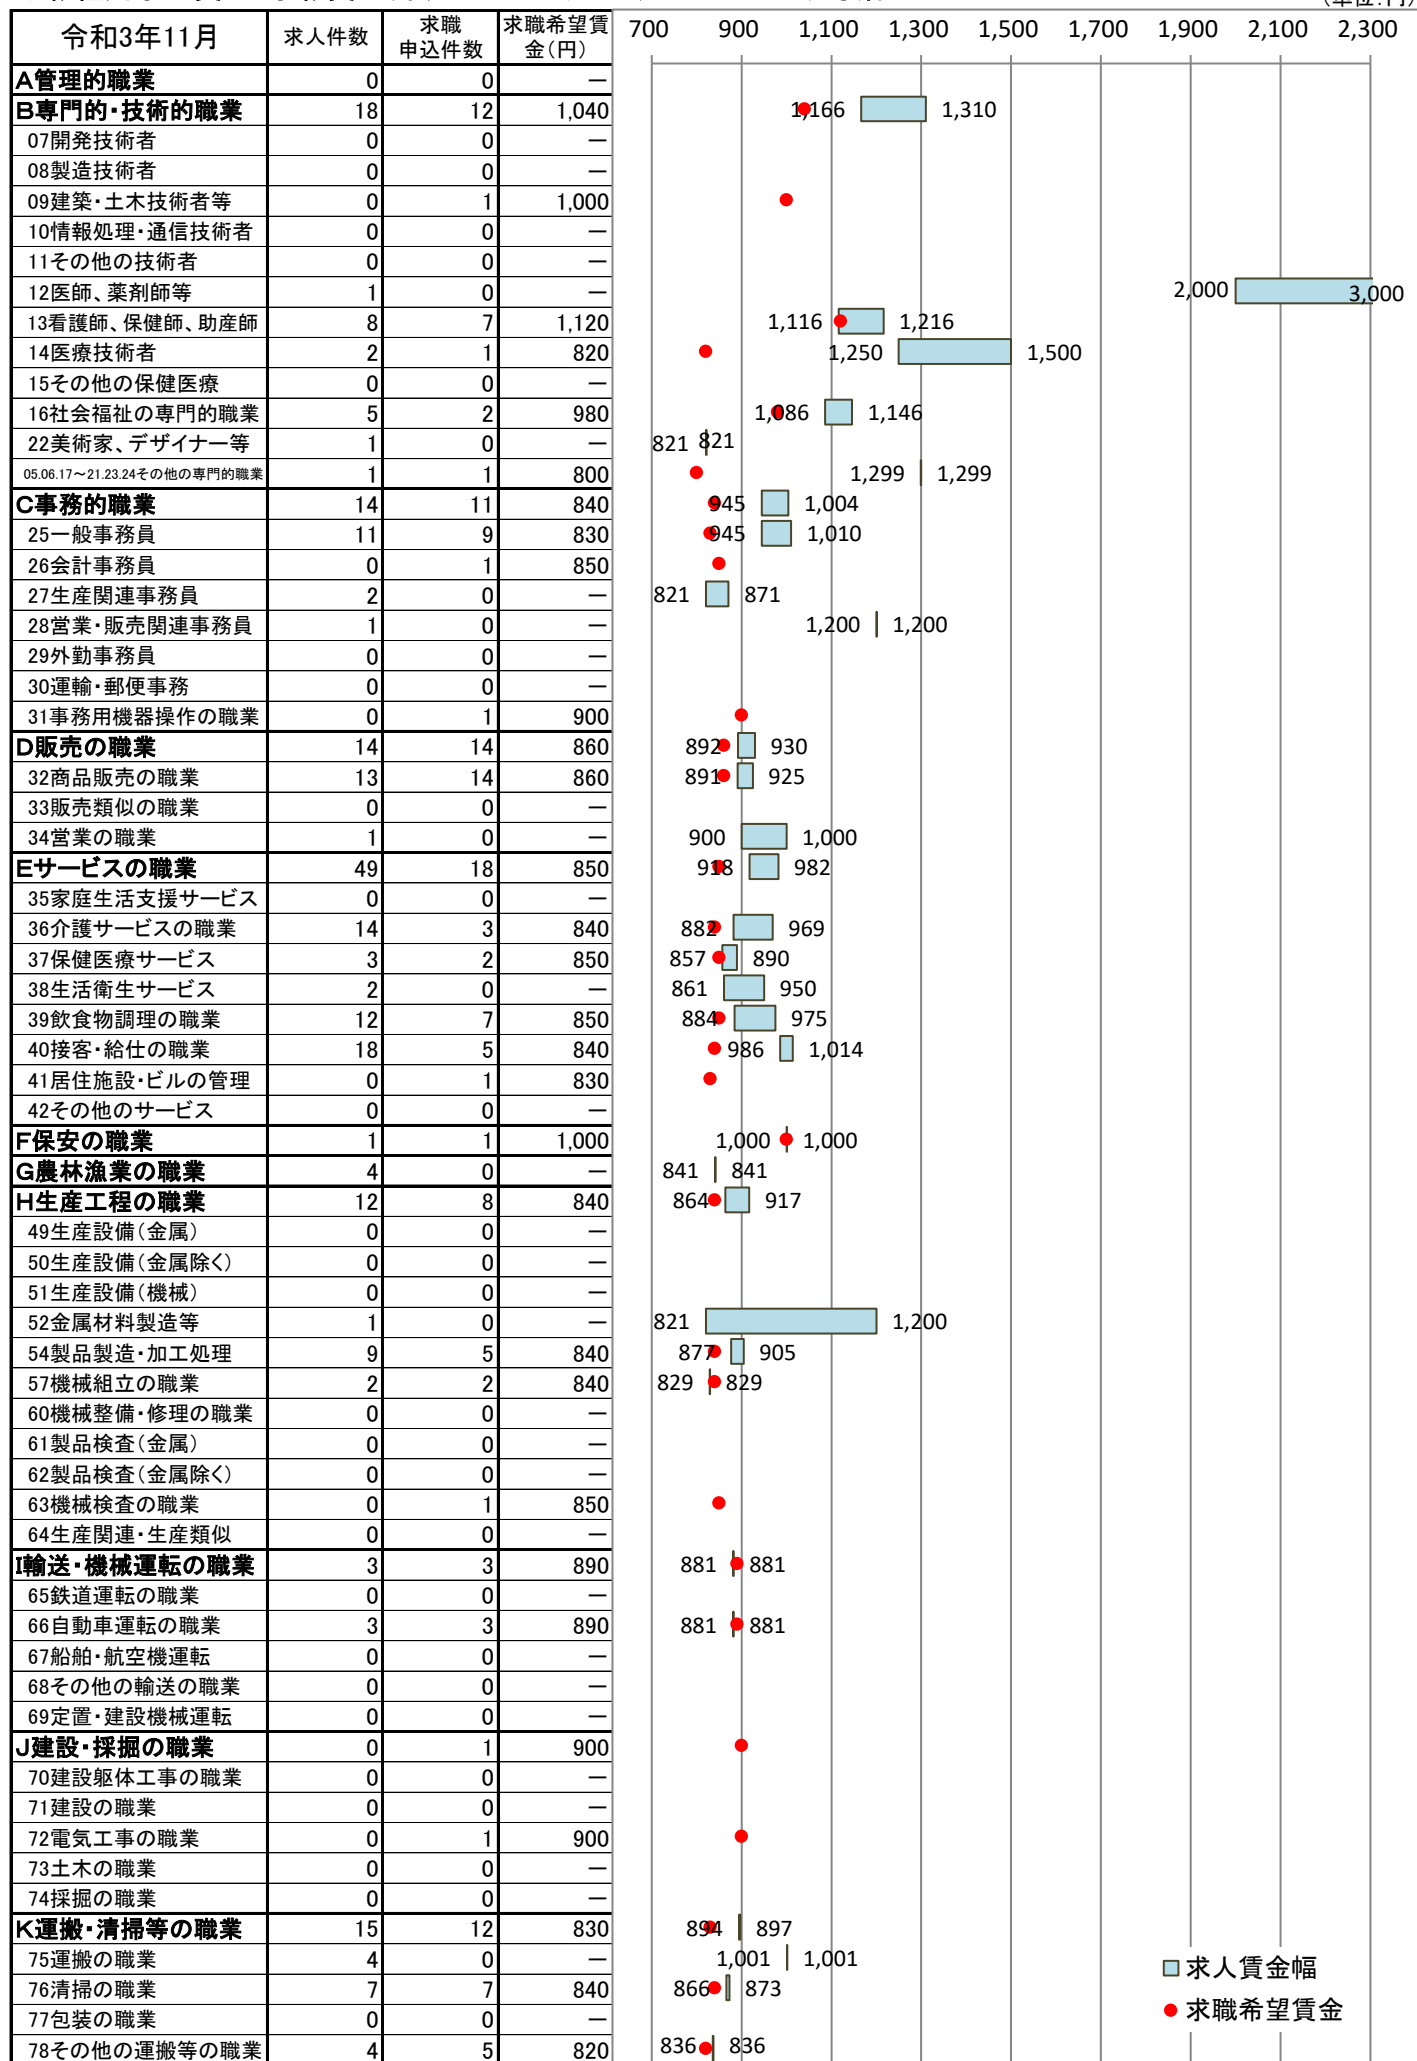 (単位:円)
令和3年11月 求人件数 求職申込件数 求職希望賃金(円) 700 900 1,100 1,300 1,500 1,700 1,900 2,100 2,300
A管理的職業 0 0 ―
B専門的・技術的職業 18 12 1,040 1,166 1,310
07開発技術者 0 0 ―
08製造技術者 0 0 ―
09建築・土木技術者等 0 1 1,000
10情報処理・通信技術者 0 0 ―
11その他の技術者 0 0 ―
12医師、薬剤師等 1 0 ― 2,000 3,000
13看護師、保健師、助産師 8 7 1,120 1,116 1,216
14医療技術者 2 1 820 1,250 1,500
15その他の保健医療 0 0 ―
16社会福祉の専門的職業 5 2 980 1,086 1,146
22美術家、デザイナー等 1 0 ― 821 821
05.06.17～21.23.24その他の専門的職業 1 1 800 1,299 1,299
C事務的職業 14 11 840 945 1,004
25一般事務員 11 9 830 945 1,010
26会計事務員 0 1 850
27生産関連事務員 2 0 ― 821 871
28営業・販売関連事務員 1 0 ― 1,200 1,200
29外勤事務員 0 0 ―
30運輸・郵便事務 0 0 ―
31事務用機器操作の職業 0 1 900
D販売の職業 14 14 860 892 930
32商品販売の職業 13 14 860 891 925
33販売類似の職業 0 0 ―
34営業の職業 1 0 ― 900 1,000
Eサービスの職業 49 18 850 918 982
35家庭生活支援サービス 0 0 ―
36介護サービスの職業 14 3 840 882 969
37保健医療サービス 3 2 850 857 890
38生活衛生サービス 2 0 ― 861 950
39飲食物調理の職業 12 7 850 884 975
40接客・給仕の職業 18 5 840 986 1,014
41居住施設・ビルの管理 0 1 830
42その他のサービス 0 0 ―
F保安の職業 1 1 1,000 1,000 1,000
G農林漁業の職業 4 0 ― 841 841
H生産工程の職業 12 8 840 864 917
49生産設備(金属) 0 0 ―
50生産設備(金属除く) 0 0 ―
51生産設備(機械) 0 0 ―
52金属材料製造等 1 0 ― 821 1,200
54製品製造・加工処理 9 5 840 877 905
57機械組立の職業 2 2 840 829 829
60機械整備・修理の職業 0 0 ―
61製品検査(金属) 0 0 ―
62製品検査(金属除く) 0 0 ―
63機械検査の職業 0 1 850
64生産関連・生産類似 0 0 ―
I輸送・機械運転の職業 3 3 890 881 881
65鉄道運転の職業 0 0 ―
66自動車運転の職業 3 3 890 881 881
67船舶・航空機運転 0 0 ―
68その他の輸送の職業 0 0 ―
69定置・建設機械運転 0 0 ―
J建設・採掘の職業 0 1 900
70建設躯体工事の職業 0 0 ―
71建設の職業 0 0 ―
72電気工事の職業 0 1 900
73土木の職業 0 0 ―
74採掘の職業 0 0 ―
K運搬・清掃等の職業 15 12 830 894 897
75運搬の職業 4 0 ― 1,001 1,001
76清掃の職業 7 7 840 866 873
77包装の職業 0 0 ―
78その他の運搬等の職業 4 5 820 836 836
求人賃金幅
求職希望賃金